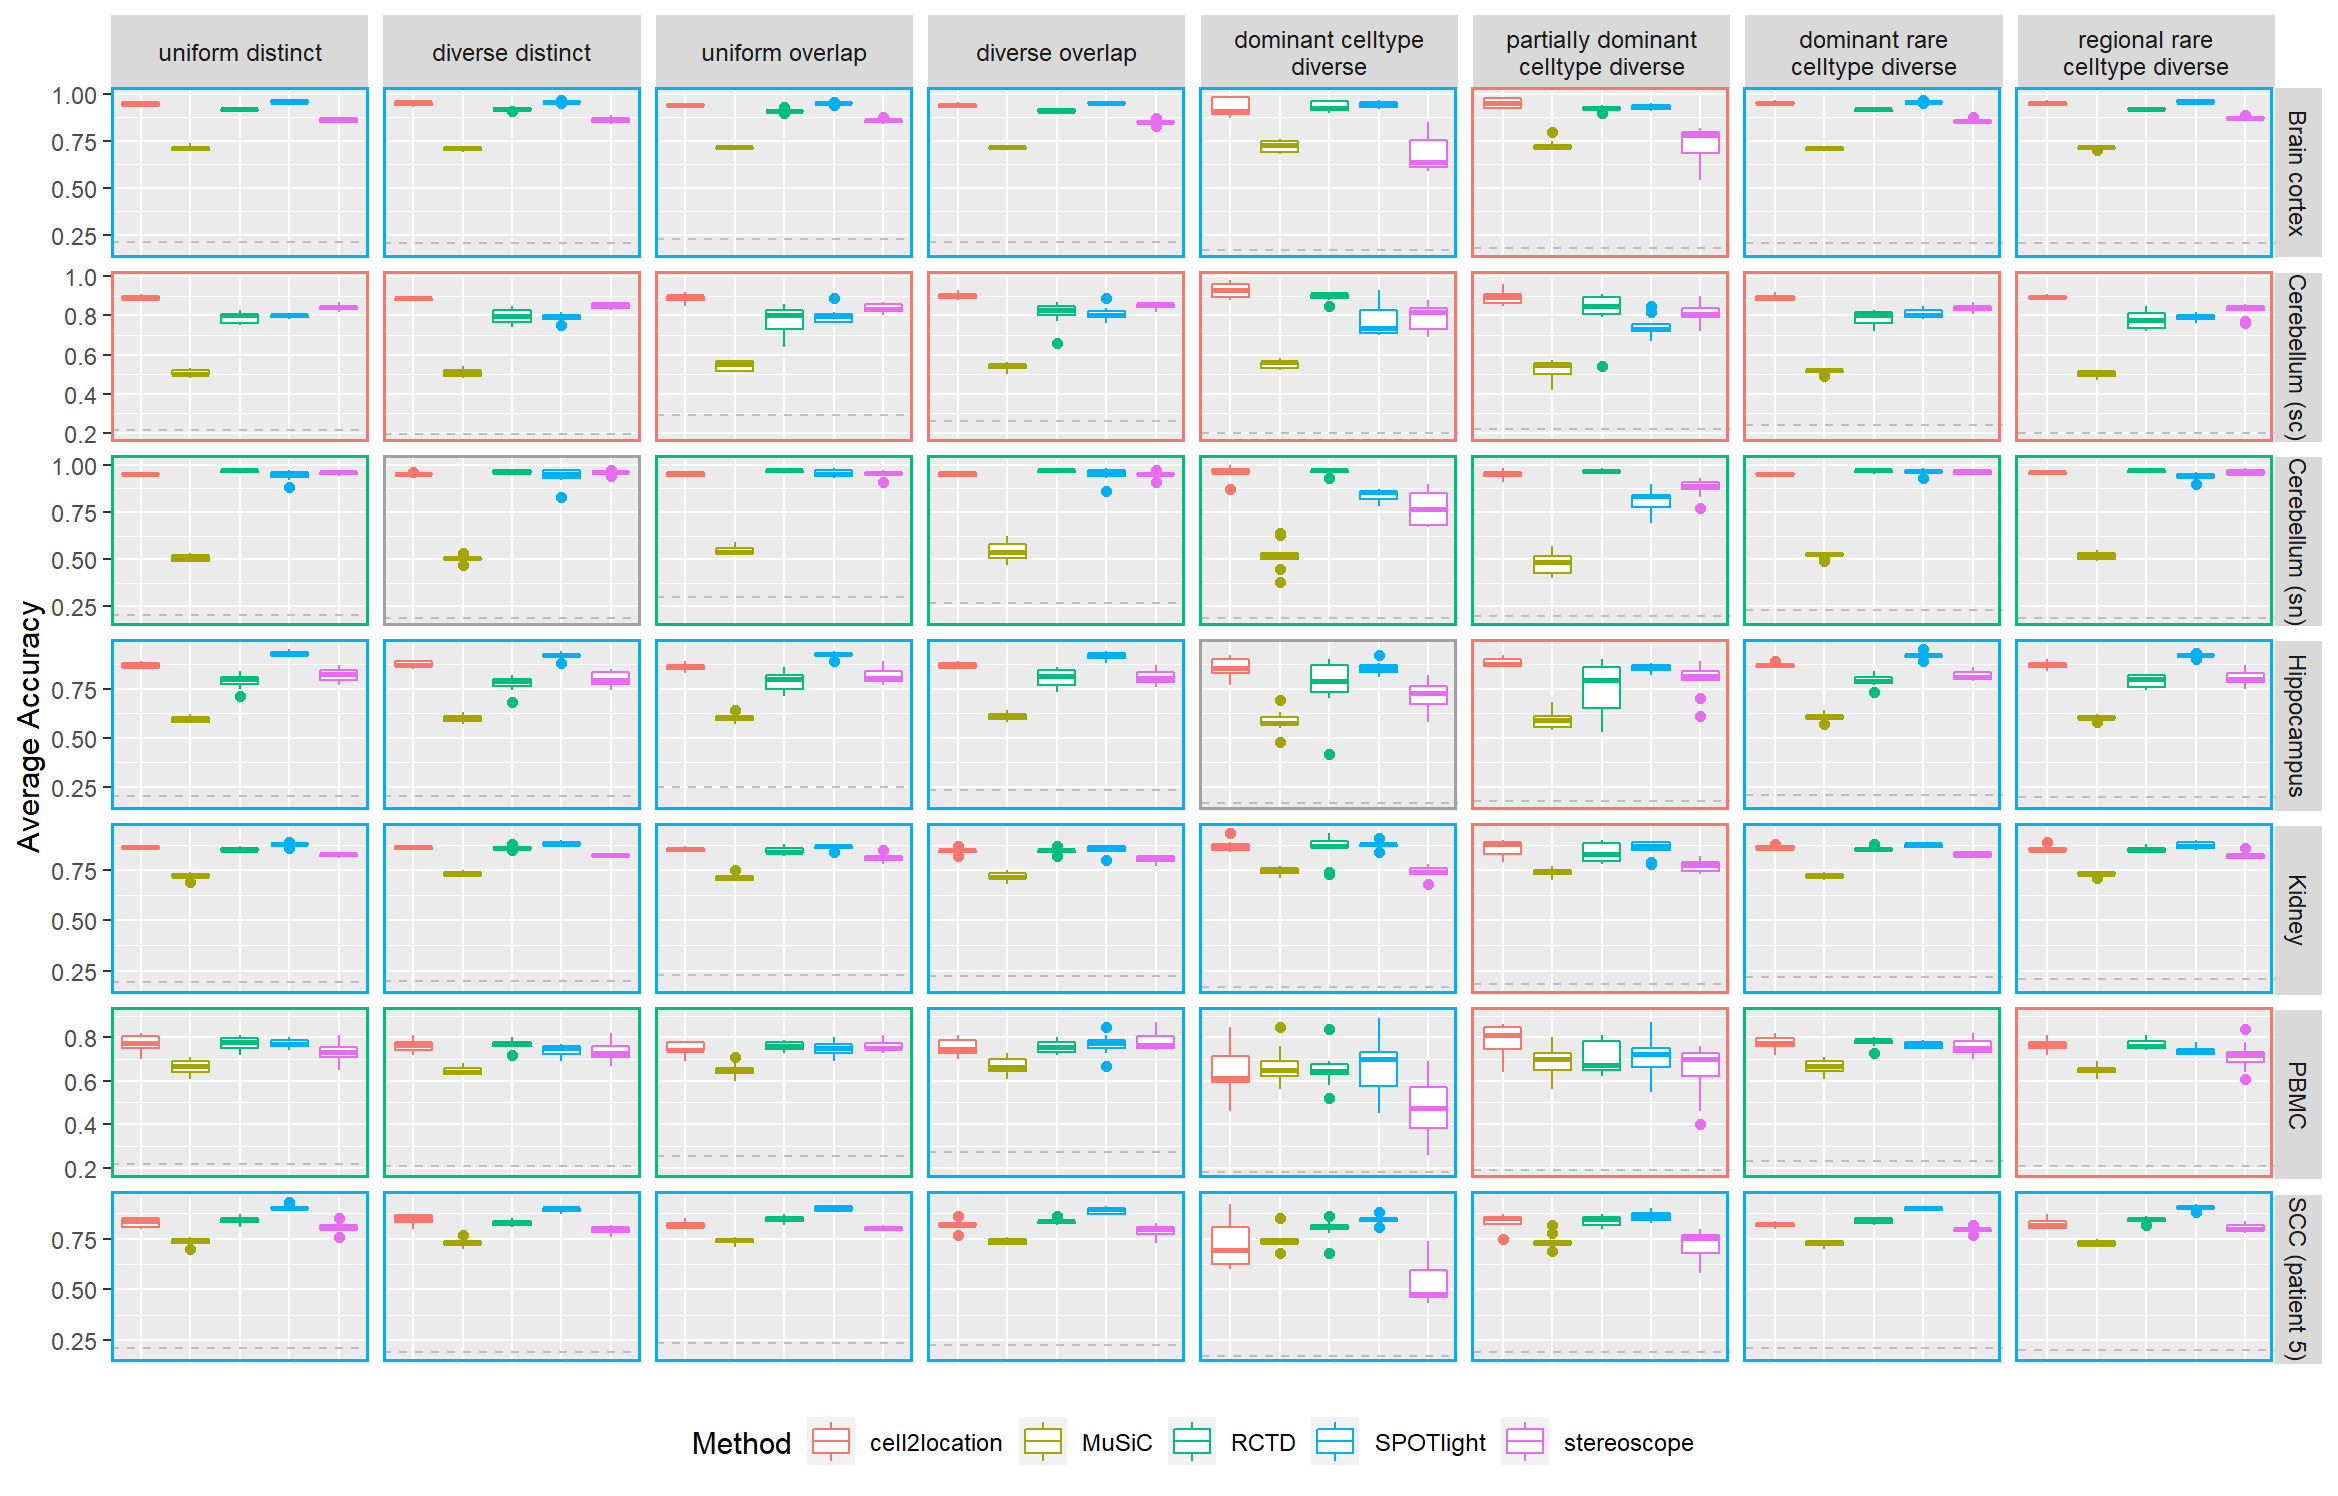 uniform distinct
diverse distinct
uniform overlap
diverse overlap
dominant celltype
diverse
partially dominant
celltype diverse
dominant rare
celltype diverse
regional rare
celltype diverse
Average Accuracy
1.00
0.75
0.50
0.25
Brain cortex
1.0
0.8
0.6
0.4
0.2
Cerebellum (sc)
1.00
0.75
0.50
0.25
Cerebellum (sn)
0.75
0.50
0.25
Hippocampus
0.75
0.50
0.25
Kidney
0.8
0.6
0.4
0.2
PBMC
0.75
0.50
0.25
SCC (patient 5)
Method
cell2location
MuSiC
RCTD
SPOTlight
stereoscope